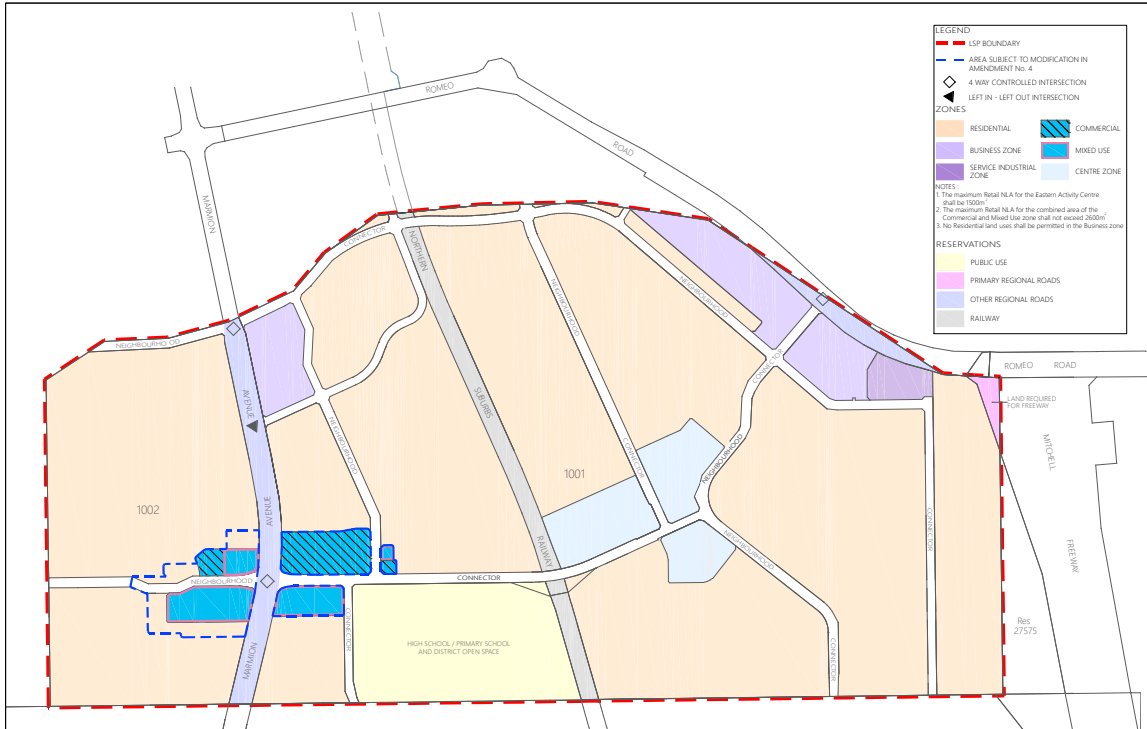 LEGEND
LSP BOUNDARY
AREA SUBJECT TO MODIFICATION IN
AMENDMENT No. 4
4 WAY CONTROLLED INTERSECTION
LEFT IN - LEFT OUT INTERSECTION
ZONES
RESIDENTIAL
COMMERCIAL
BUSINESS ZONE
MIXED USE
SERVICE INDUSTRIAL
ZONE
CENTRE ZONE
NOTES :
1. The maximum Retail NLA for the Eastern Activity Centre
shall be 1500m²
2. The maximum Retail NLA for the combined area of the
Commercial and Mixed Use zone shall not exceed 2600m²
3. No Residential land uses shall be permitted in the Business zone
RESERVATIONS
PUBLIC USE
PRIMARY REGIONAL ROADS
OTHER REGIONAL ROADS
RAILWAY
ROMEO
ROAD
MARMION
CONNECTOR
NORTHERN
NEIGHBOURHOOD
NEIGHBOURHOOD
NEIGHBOURHO OD
AVENUE
SUBURBS
CONNECTOR
ROMEO ROAD
LAND REQUIRED
FOR FREEWAY
MITCHELL
NEIGHBOURHOOD
CONNECTOR
NEIGHBOURHOOD
1001
1002
AVENUE
RAILWAY
CONNECTOR
FREEWAY
NEIGHBOURHOOD
NEIGHBOURHOOD
CONNECTOR
CONNECTOR
HIGH SCHOOL / PRIMARY SCHOOL
AND DISTRICT OPEN SPACE
MARMION
CONNECTOR
Res
27575